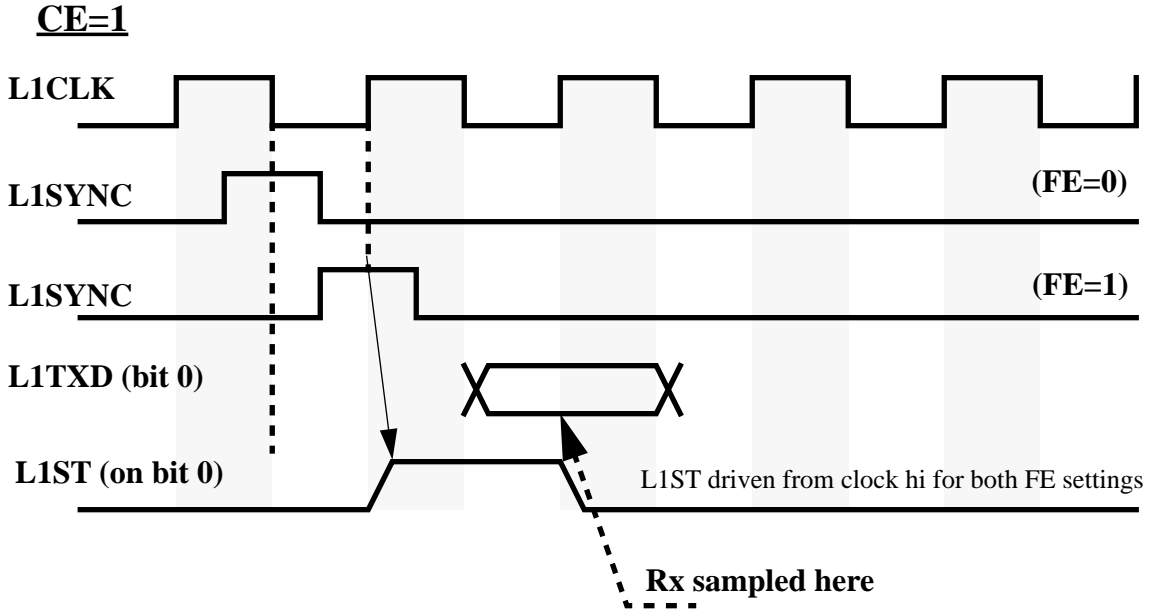 CE=1
L1CLK
L1SYNC (FE=0)
L1SYNC (FE=1)
L1TXD (bit 0)
L1ST (on bit 0)
L1ST driven from clock hi for both FE settings
Rx sampled here